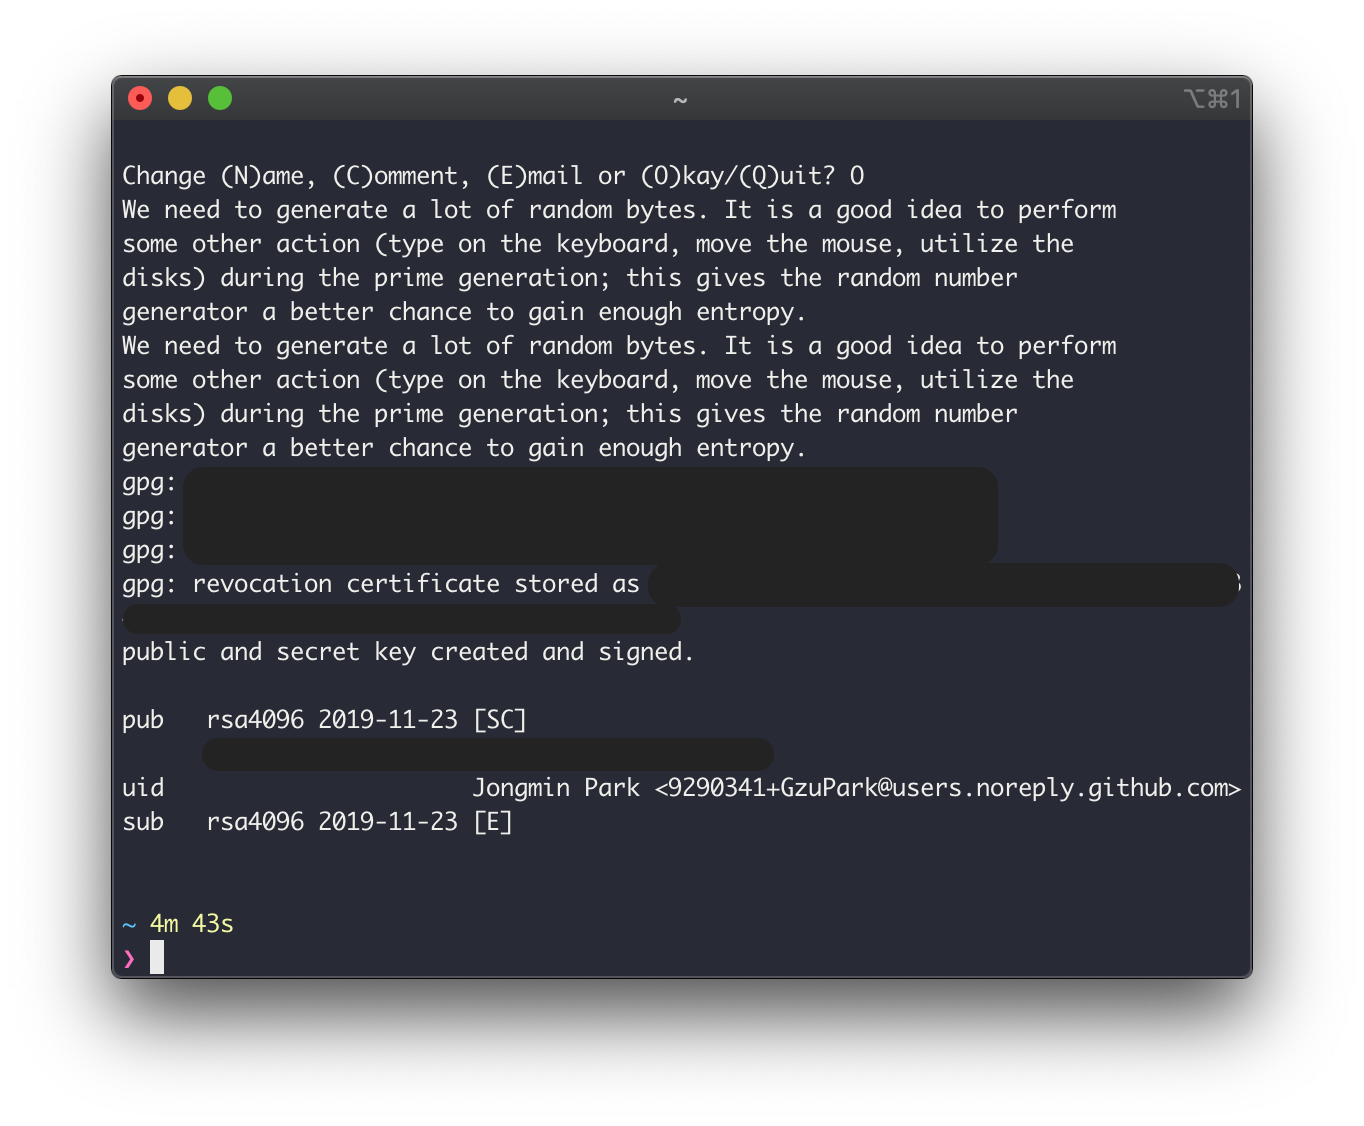 ~ ⌥⌘1
Change (N)ame, (C)omment, (E)mail or (O)kay/(Q)uit? O
We need to generate a lot of random bytes. It is a good idea to perform
some other action (type on the keyboard, move the mouse, utilize the
disks) during the prime generation; this gives the random number
generator a better chance to gain enough entropy.
We need to generate a lot of random bytes. It is a good idea to perform
some other action (type on the keyboard, move the mouse, utilize the
disks) during the prime generation; this gives the random number
generator a better chance to gain enough entropy.
gpg:
gpg:
gpg:
gpg: revocation certificate stored as
public and secret key created and signed.
pub   rsa4096 2019-11-23 [SC]
uid                      Jongmin Park <9290341+GzuPark@users.noreply.github.com>
sub   rsa4096 2019-11-23 [E]
~ 4m 43s
❯